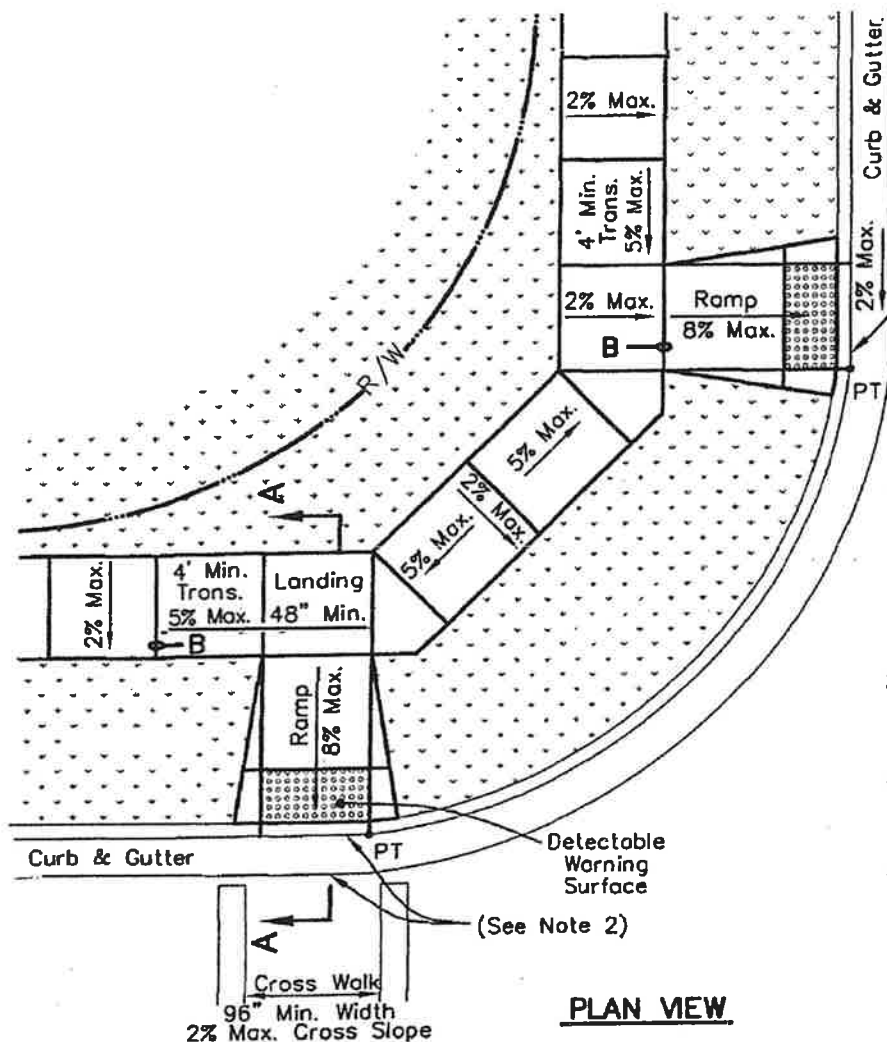 2% Max.
Curb & Gutter
4' Min.
Trans.
5% Max.
2% Max.
2% Max.
Ramp
8% Max.
B
PT
R/W
5% Max.
2% Max.
5% Max.
A
2% Max.
4' Min.
Trans.
5% Max.
Landing
48" Min.
B
Ramp
8% Max.
PT
Curb & Gutter
Detectable
Warning
Surface
(See Note 2)
A
Cross Walk
96" Min. Width
2% Max. Cross Slope
PLAN VIEW